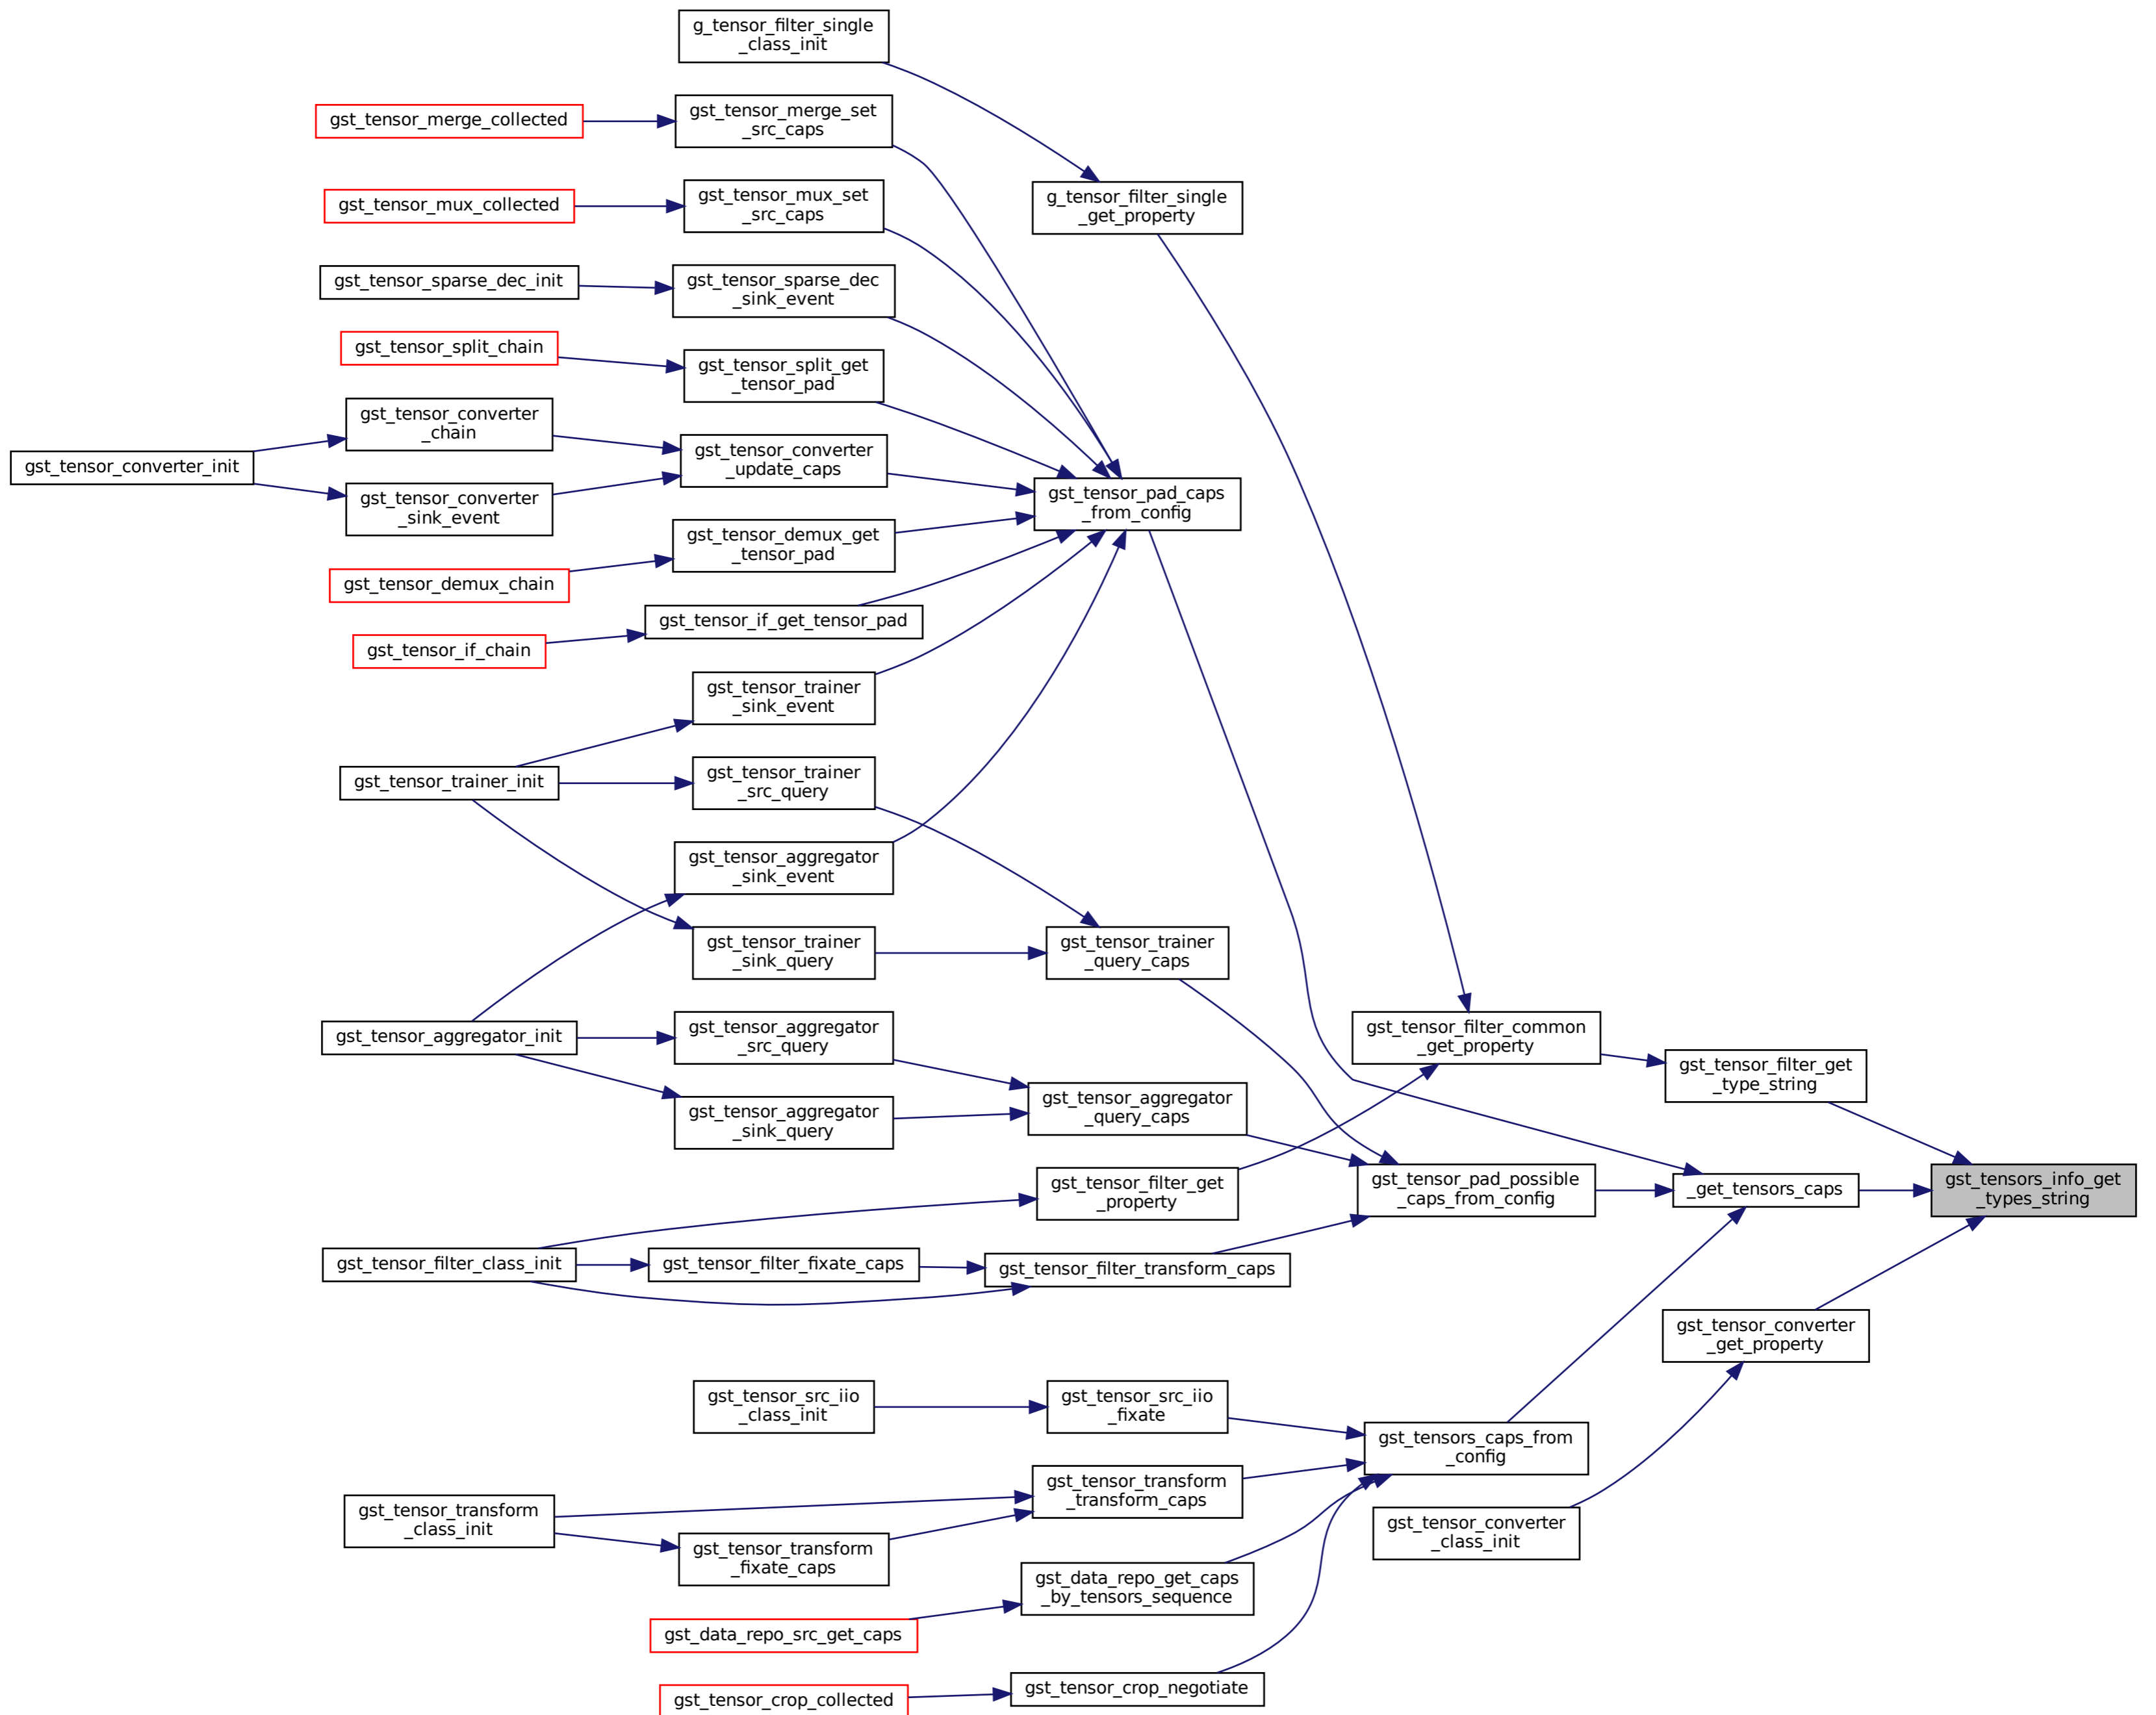 g_tensor_filter_single
_class_init
gst_tensor_merge_set
_src_caps
gst_tensor_merge_collected
g_tensor_filter_single
_get_property
gst_tensor_mux_set
_src_caps
gst_tensor_mux_collected
gst_tensor_sparse_dec
_sink_event
gst_tensor_sparse_dec_init
gst_tensor_split_get
_tensor_pad
gst_tensor_split_chain
gst_tensor_converter
_chain
gst_tensor_converter
_update_caps
gst_tensor_converter_init
gst_tensor_converter
_sink_event
gst_tensor_pad_caps
_from_config
gst_tensor_demux_get
_tensor_pad
gst_tensor_demux_chain
gst_tensor_if_get_tensor_pad
gst_tensor_if_chain
gst_tensor_trainer
_sink_event
gst_tensor_trainer_init
gst_tensor_trainer
_src_query
gst_tensor_aggregator
_sink_event
gst_tensor_trainer
_sink_query
gst_tensor_trainer
_query_caps
gst_tensor_aggregator_init
gst_tensor_aggregator
_src_query
gst_tensor_filter_common
_get_property
gst_tensor_filter_get
_type_string
gst_tensor_aggregator
_sink_query
gst_tensor_aggregator
_query_caps
gst_tensor_filter_get
_property
gst_tensor_pad_possible
_caps_from_config
_get_tensors_caps
gst_tensors_info_get
_types_string
gst_tensor_filter_class_init
gst_tensor_filter_fixate_caps
gst_tensor_filter_transform_caps
gst_tensor_converter
_get_property
gst_tensor_src_iio
_class_init
gst_tensor_src_iio
_fixate
gst_tensors_caps_from
_config
gst_tensor_transform
_transform_caps
gst_tensor_transform
_class_init
gst_tensor_converter
_class_init
gst_tensor_transform
_fixate_caps
gst_data_repo_get_caps
_by_tensors_sequence
gst_data_repo_src_get_caps
gst_tensor_crop_negotiate
gst_tensor_crop_collected